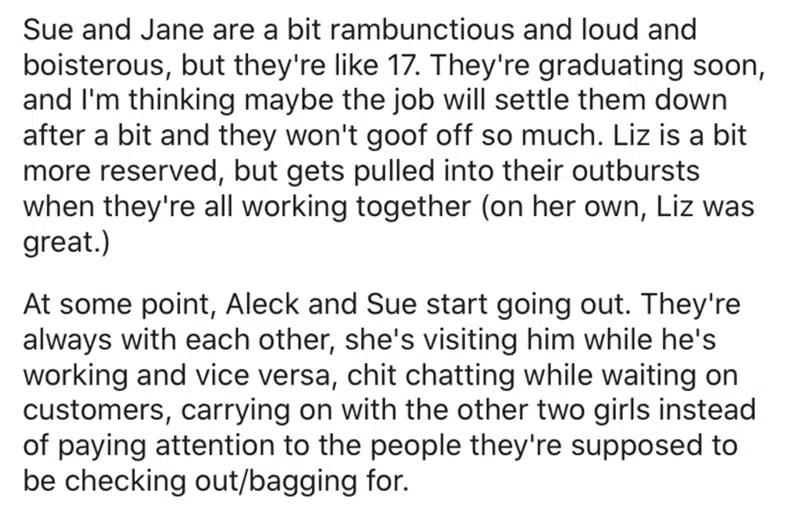 Sue and Jane are a bit rambunctious and loud and
boisterous, but they're like 17. They're graduating soon,
and I'm thinking maybe the job will settle them down
after a bit and they won't goof off so much. Liz is a bit
more reserved, but gets pulled into their outbursts
when they're all working together (on her own, Liz was
great.)
At some point, Aleck and Sue start going out. They're
always with each other, she's visiting him while he's
working and vice versa, chit chatting while waiting on
customers, carrying on with the other two girls instead
of paying attention to the people they're supposed to
be checking out/bagging for.